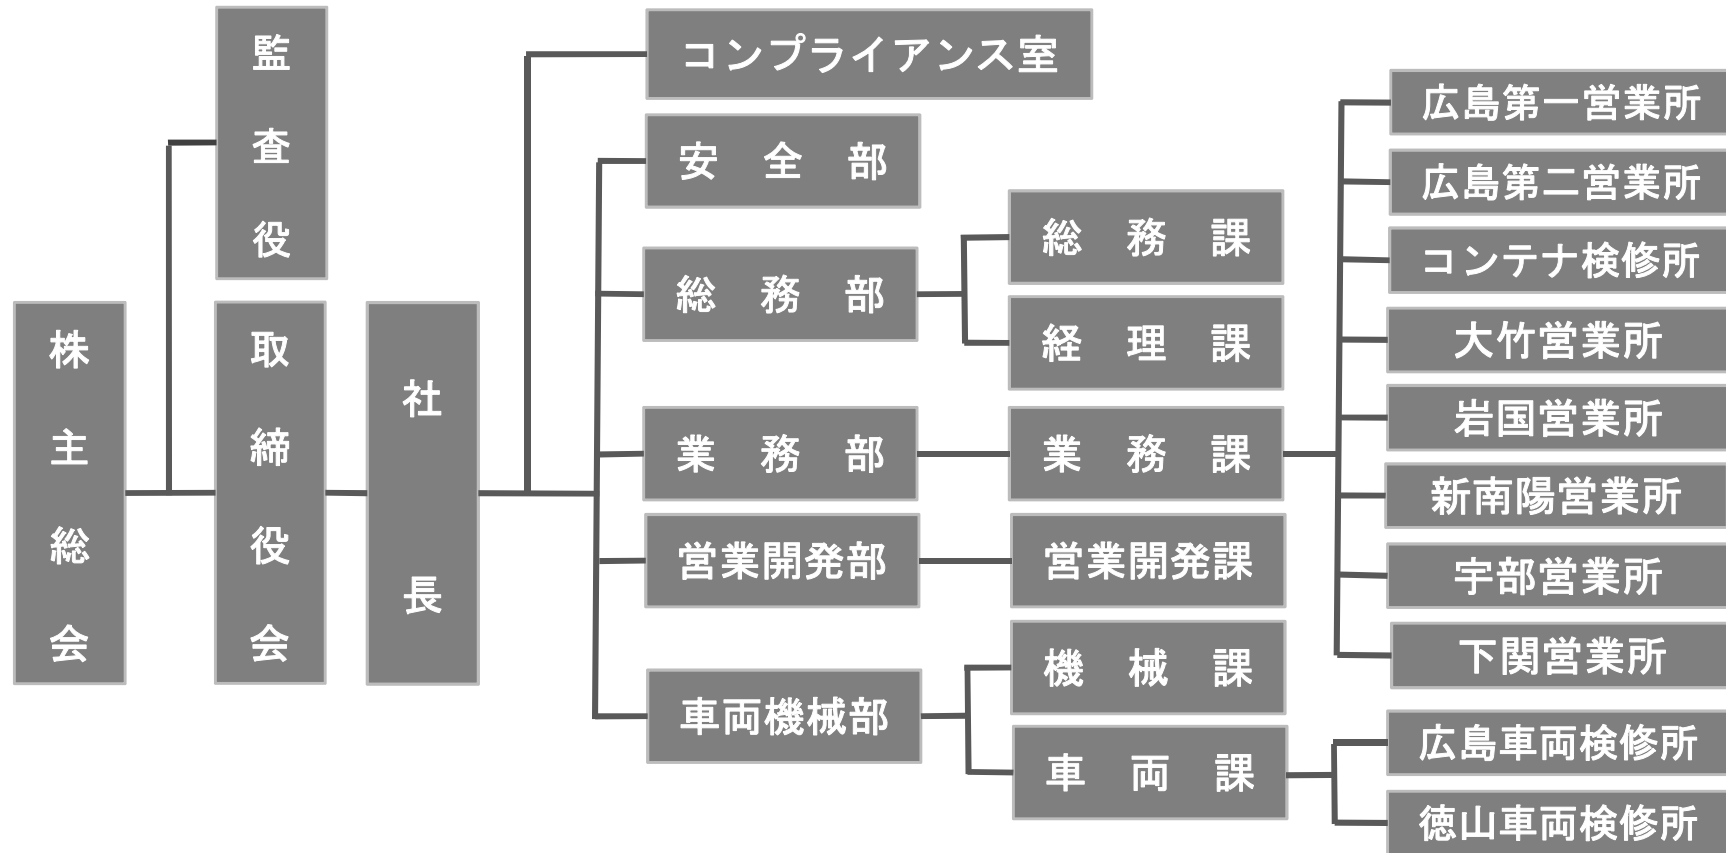 株主総会
監査役
取締役会
社長
コンプライアンス室
安全部
総務部
総務課
経理課
業務部
業務課
広島第一営業所
広島第二営業所
コンテナ検修所
大竹営業所
岩国営業所
新南陽営業所
宇部営業所
下関営業所
営業開発部
営業開発課
車両機械部
機械課
車両課
広島車両検修所
徳山車両検修所